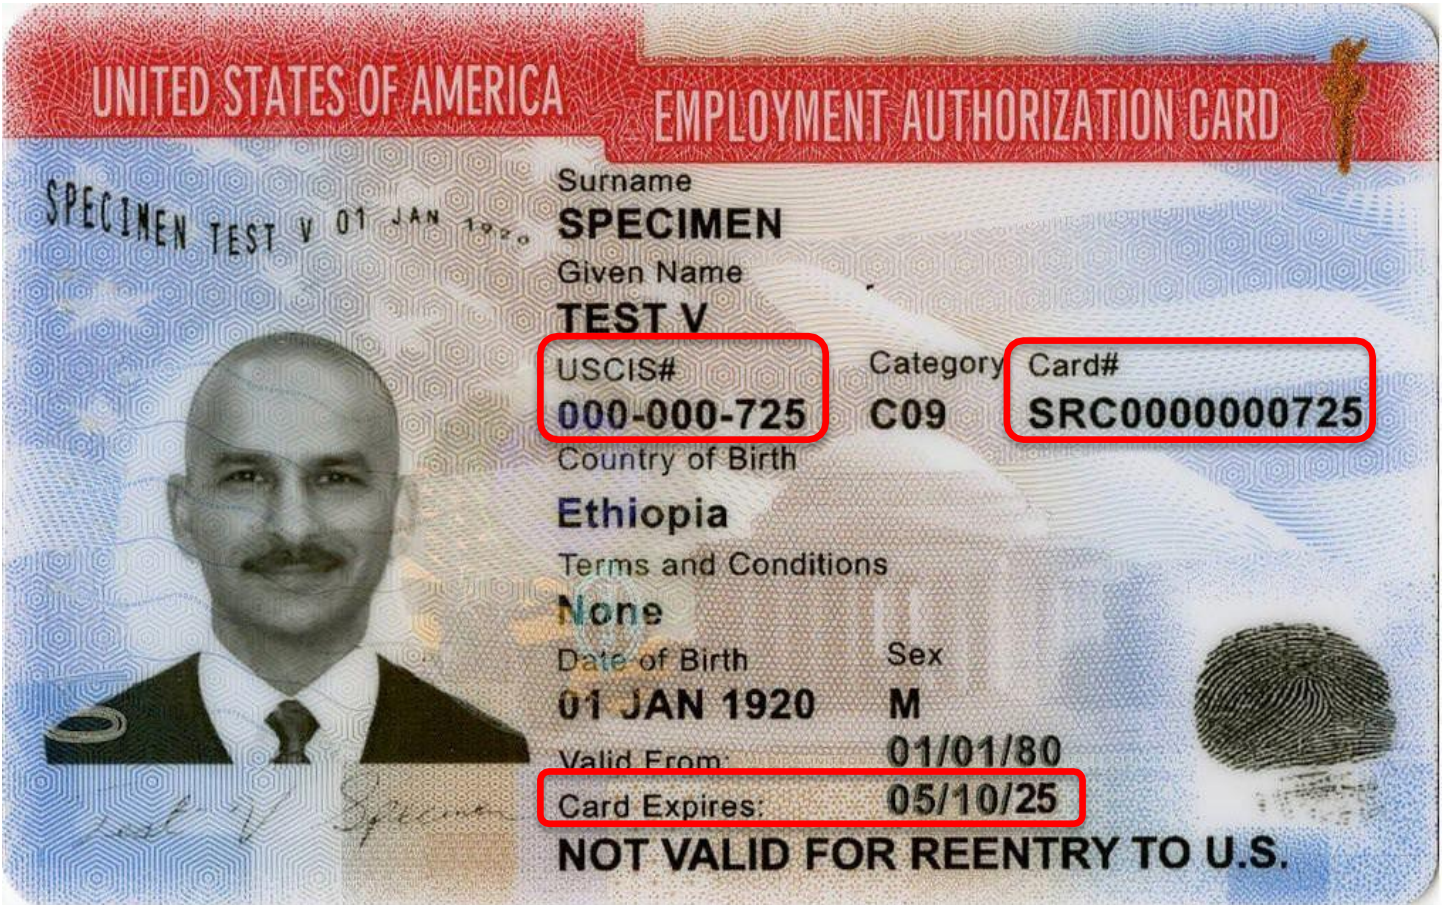 UNITED STATES OF AMERICA
EMPLOYMENT AUTHORIZATION CARD
SPECIMEN TEST V 01 JAN 1920
Surname
SPECIMEN
Given Name
TEST V
USCIS# Category Card#
000-000-725 C09 SRC0000000725
Country of Birth
Ethiopia
Terms and Conditions
None
Date of Birth Sex
01 JAN 1920 M
Valid From: 01/01/80
Card Expires: 05/10/25
NOT VALID FOR REENTRY TO U.S.
Test V Specimen